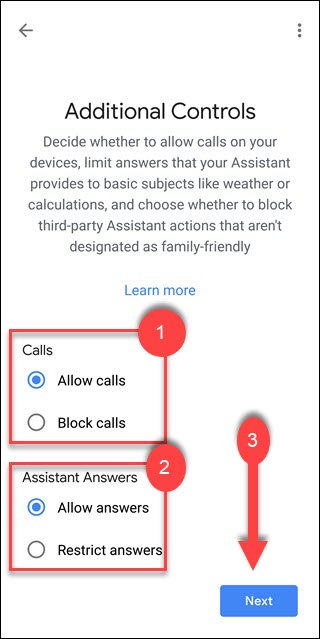 Additional Controls
Decide whether to allow calls on your
devices, limit answers that your Assistant
provides to basic subjects like weather or
calculations, and choose whether to block
third-party Assistant actions that aren't
designated as family-friendly
Learn more
1
Calls
Allow calls
Block calls
2
Assistant Answers
Allow answers
Restrict answers
3
Next